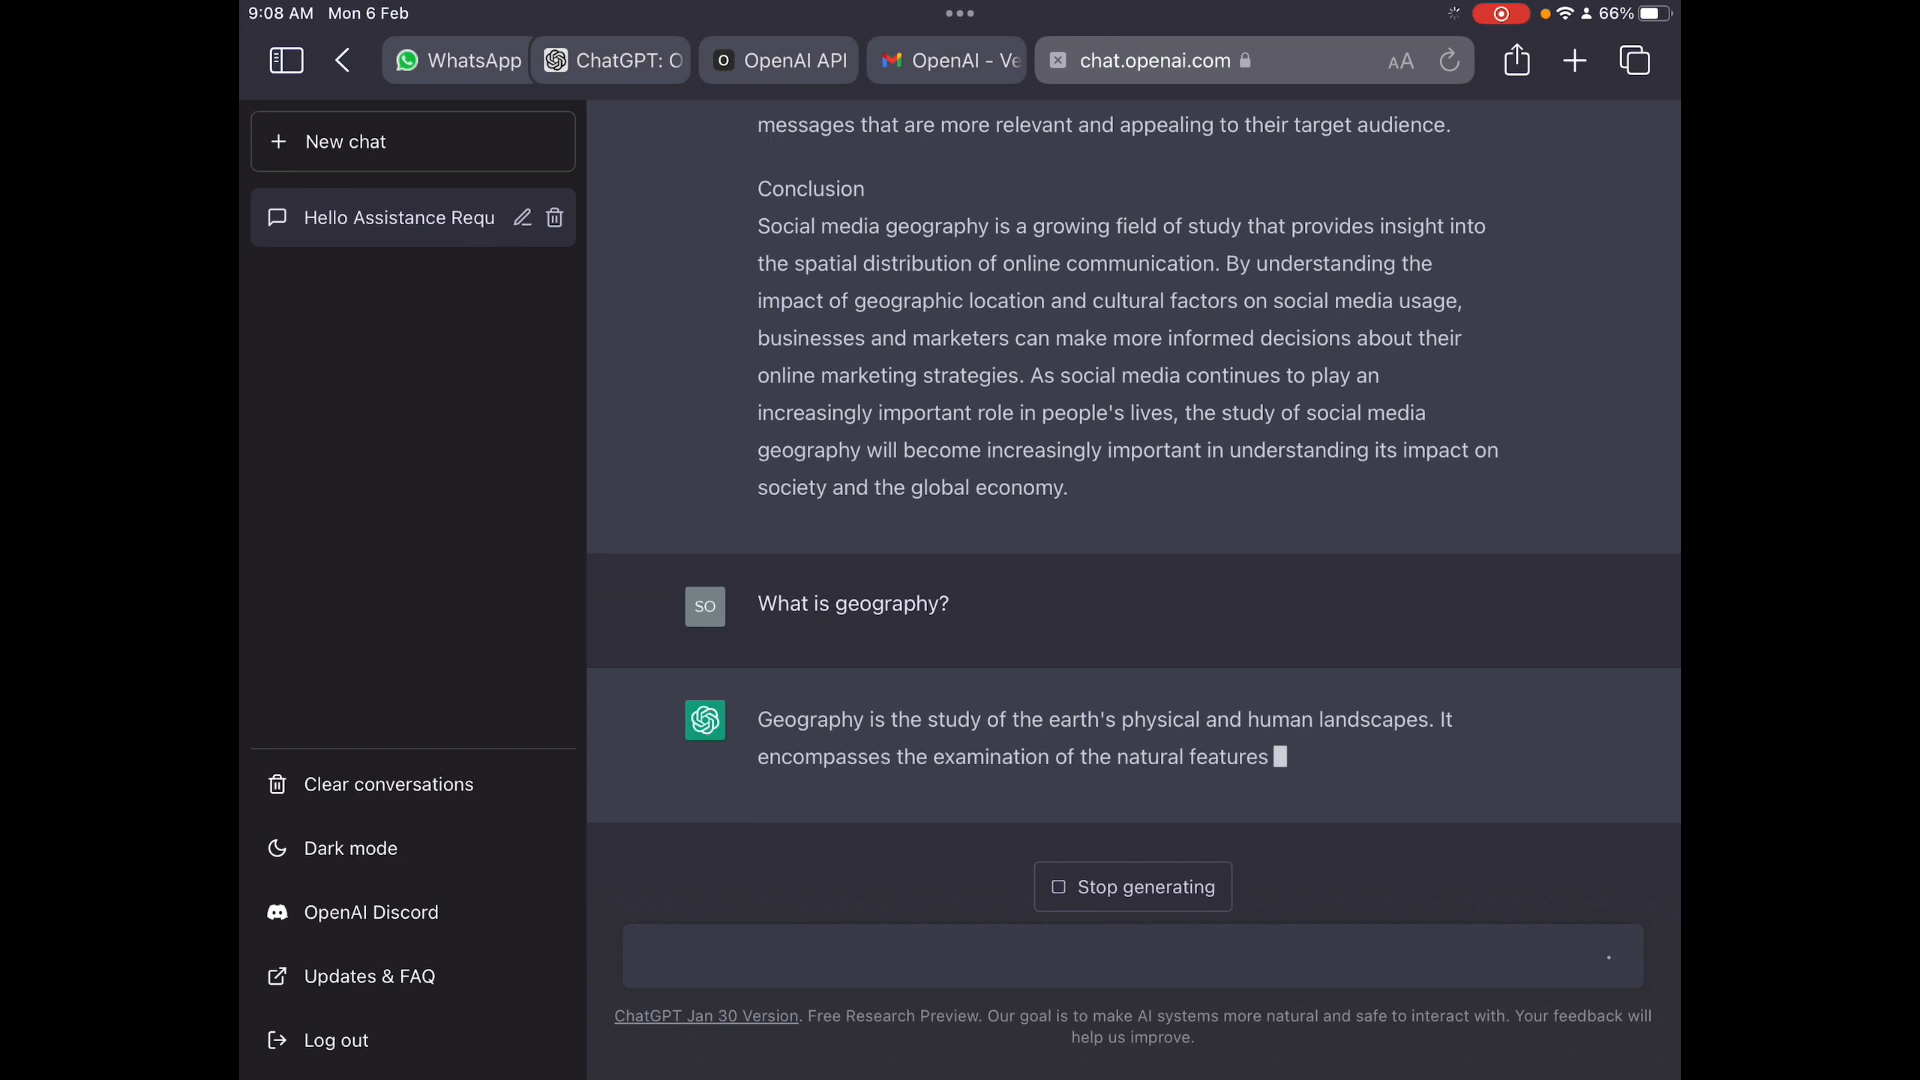 9:08 AM Mon 6 Feb
66%
WhatsApp
ChatGPT: O
OpenAI API
OpenAI - Ve
chat.openai.com
AA
New chat
Hello Assistance Requ
messages that are more relevant and appealing to their target audience.
Conclusion
Social media geography is a growing field of study that provides insight into
the spatial distribution of online communication. By understanding the
impact of geographic location and cultural factors on social media usage,
businesses and marketers can make more informed decisions about their
online marketing strategies. As social media continues to play an
increasingly important role in people's lives, the study of social media
geography will become increasingly important in understanding its impact on
society and the global economy.
SO
What is geography?
Geography is the study of the earth's physical and human landscapes. It
encompasses the examination of the natural features
Clear conversations
Dark mode
OpenAI Discord
Updates & FAQ
Log out
Stop generating
ChatGPT Jan 30 Version. Free Research Preview. Our goal is to make AI systems more natural and safe to interact with. Your feedback will
help us improve.